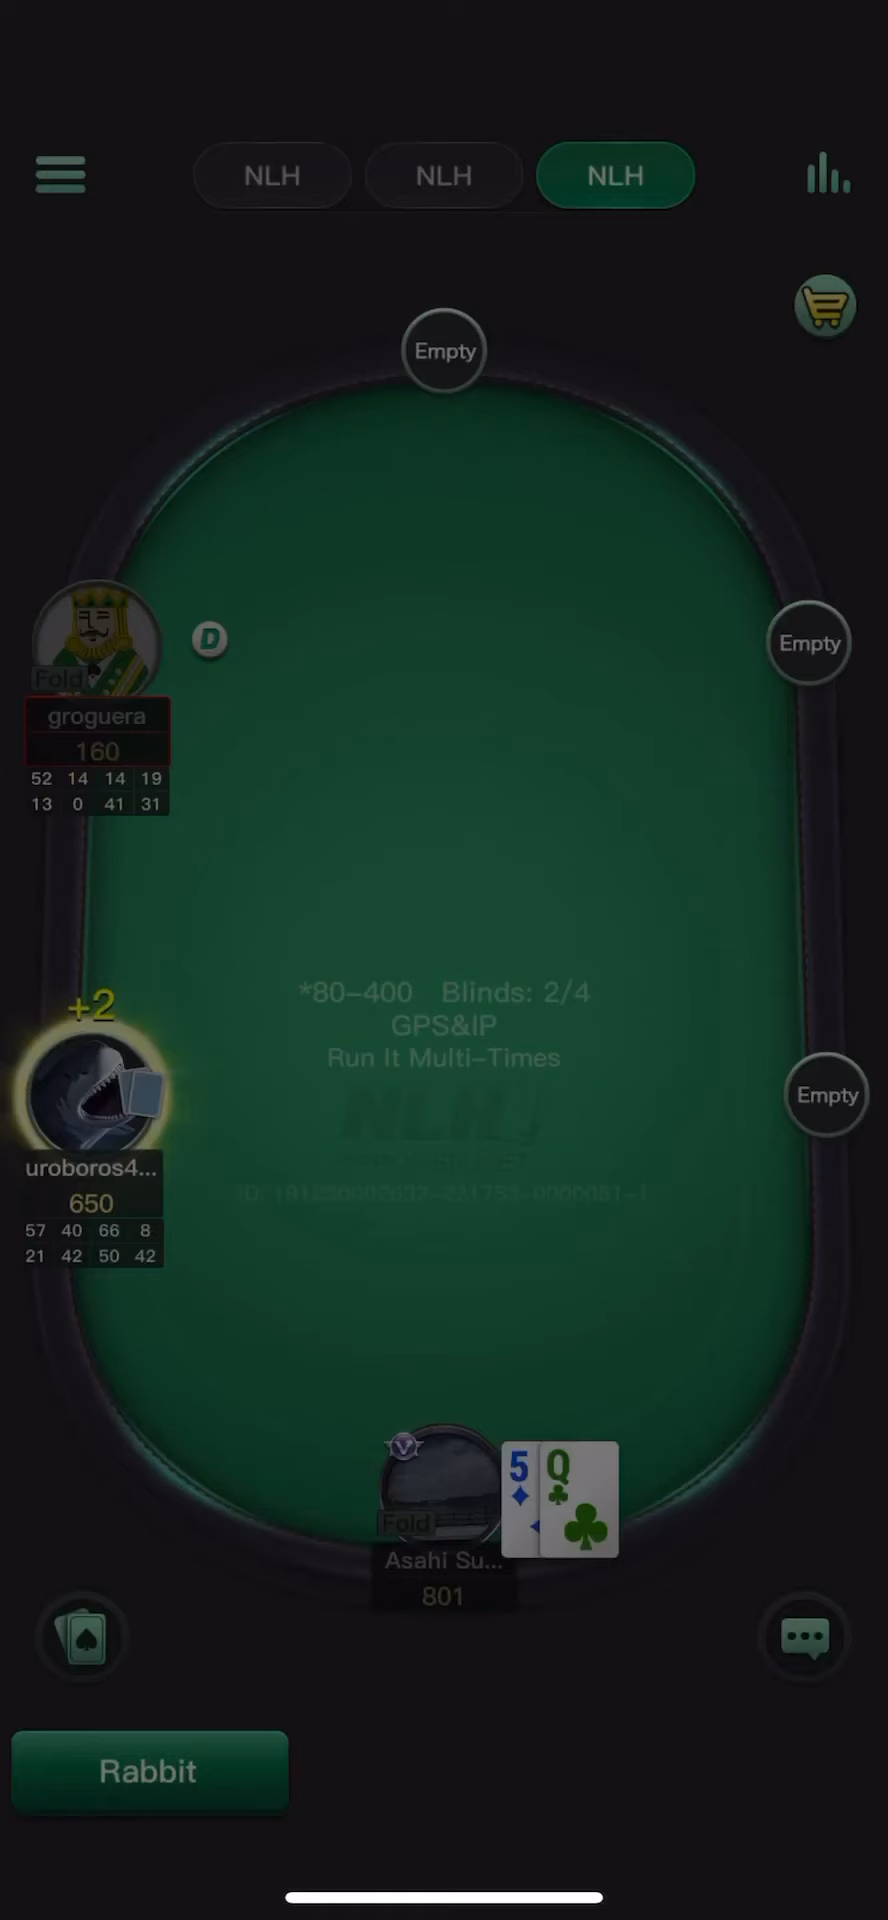 NLH NLH NLH
Empty
D
Fold
groguera
160
52 14 14 19
13 0 41 31
Empty
*80-400 Blinds: 2/4
GPS&IP
Run It Multi-Times
NLH
+2
uroboros4...
650
57 40 66 8
21 42 50 42
Empty
V
5 Q
Fold
Asahi Su...
801
Rabbit